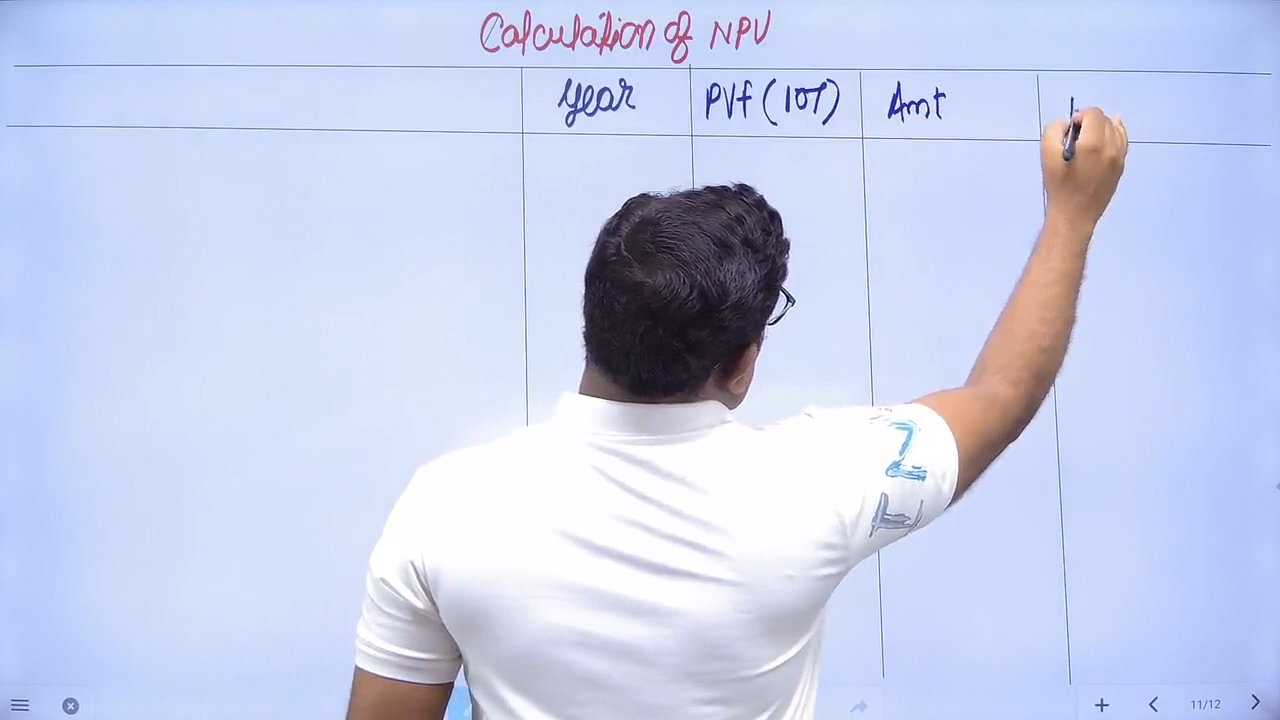 Calculation of NPV
Year PVf (10%) Amt
11/12